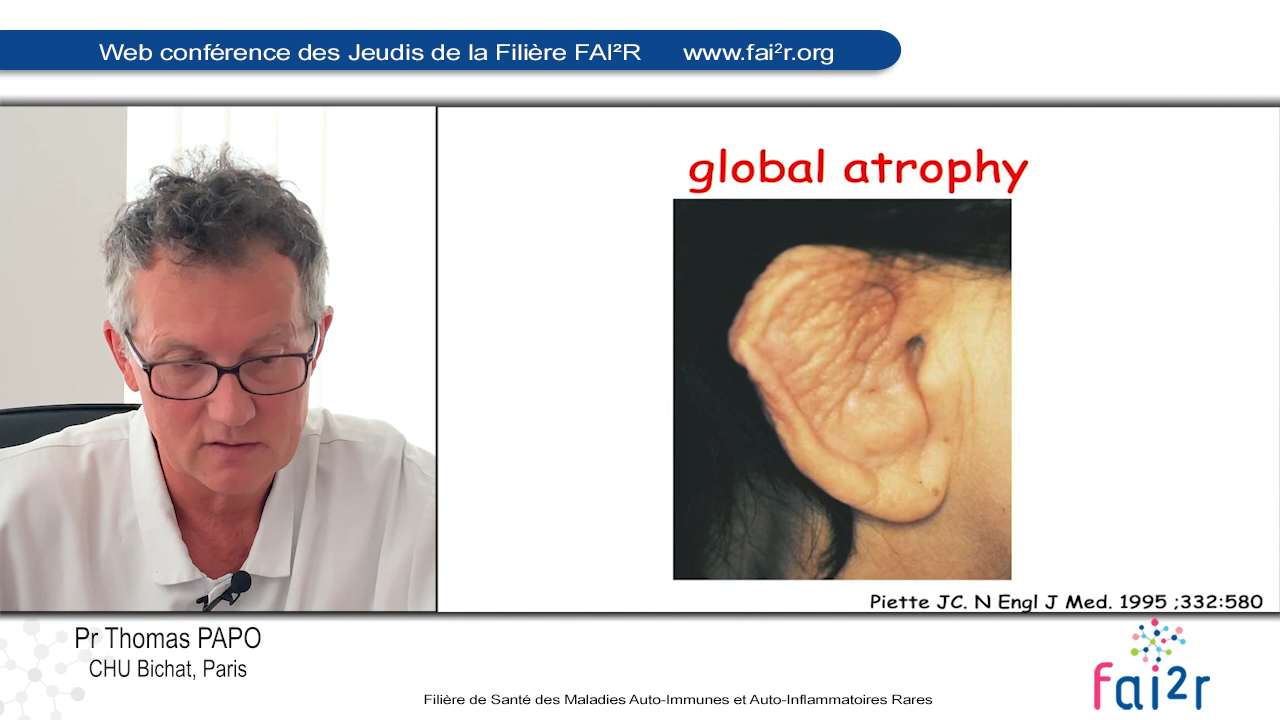 Web conférence des Jeudis de la Filière FAI²R www.fai²r.org
global atrophy
Piette JC. N Engl J Med. 1995 ;332:580
Pr Thomas PAPO
CHU Bichat, Paris
Filière de Santé des Maladies Auto-Immunes et Auto-Inflammatoires Rares
fai2r